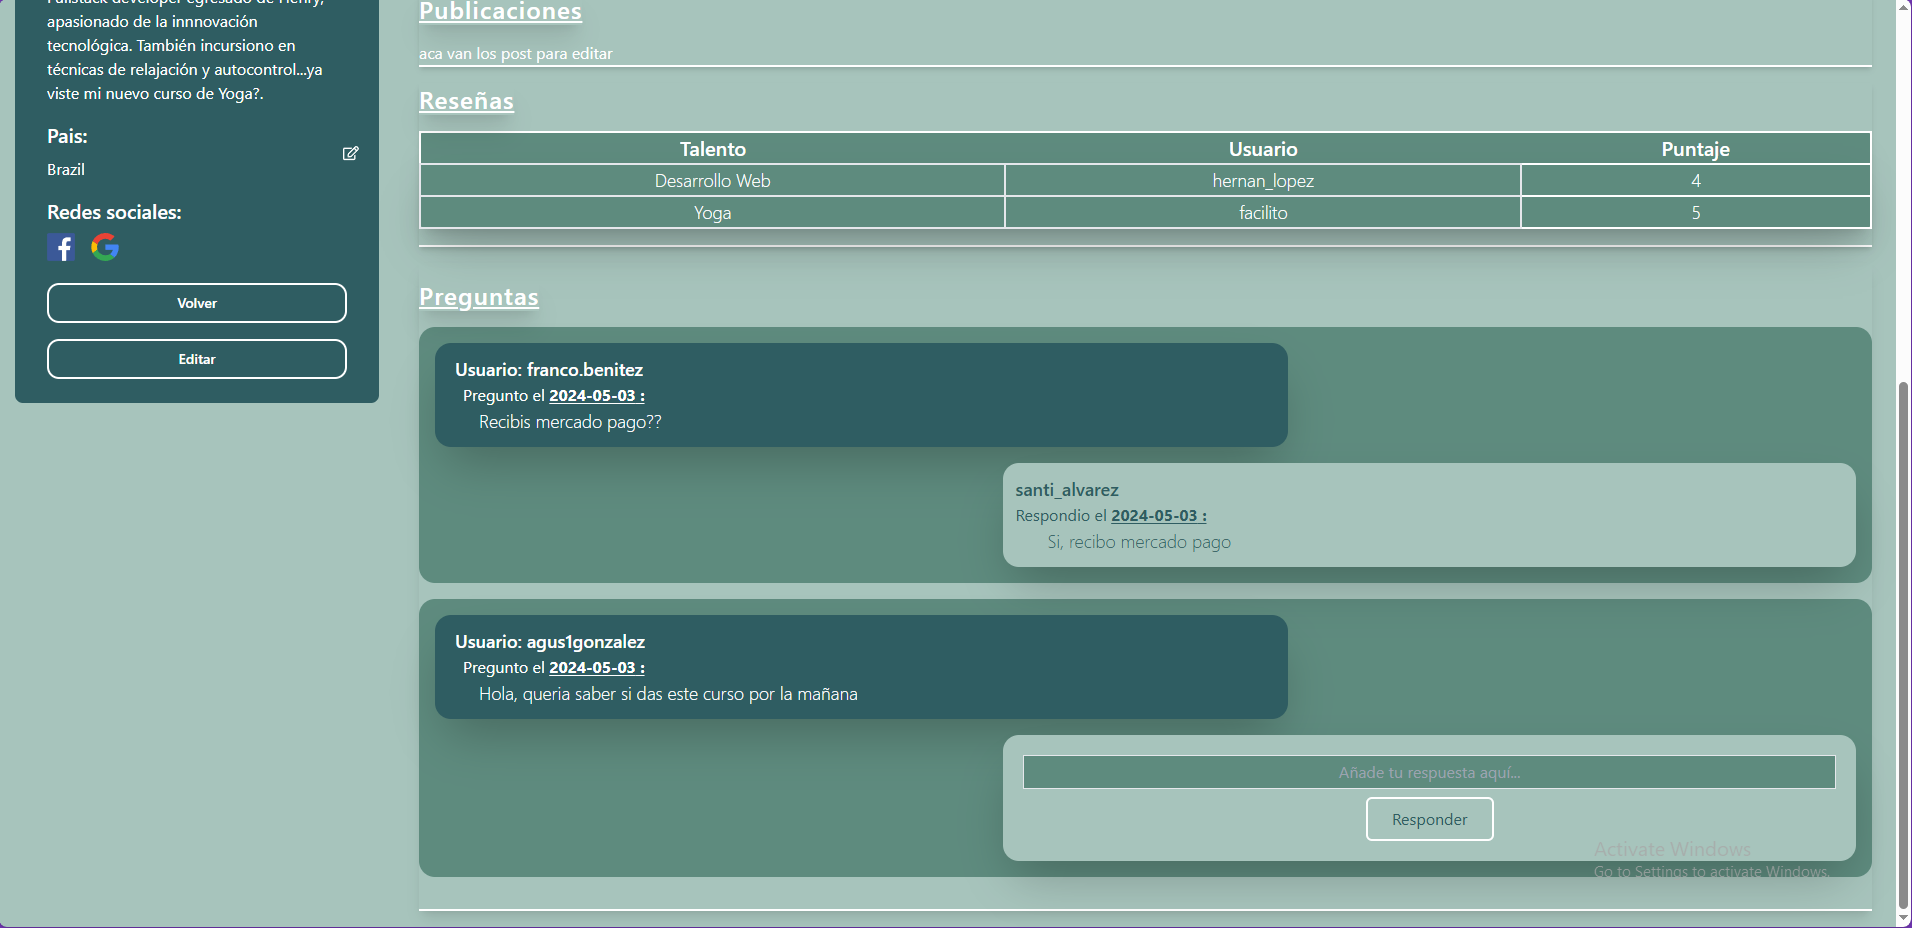 Fullstack developer egresado de Henry,
apasionado de la innnovación
tecnológica. También incursiono en
técnicas de relajación y autocontrol...ya
viste mi nuevo curso de Yoga?.
Pais:
Brazil
Redes sociales:
Volver
Editar
Publicaciones
aca van los post para editar
Reseñas
Talento Usuario Puntaje
Desarrollo Web hernan_lopez 4
Yoga facilito 5
Preguntas
Usuario: franco.benitez
Pregunto el 2024-05-03 :
Recibis mercado pago??
santi_alvarez
Respondio el 2024-05-03 :
Si, recibo mercado pago
Usuario: agus1gonzalez
Pregunto el 2024-05-03 :
Hola, queria saber si das este curso por la mañana
Añade tu respuesta aquí...
Responder
Activate Windows
Go to Settings to activate Windows.